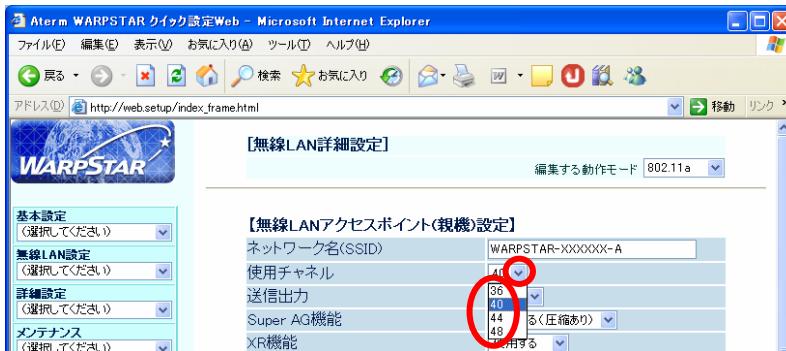 Aterm WARPSTAR クイック設定Web - Microsoft Internet Explorer
ファイル(F) 編集(E) 表示(V) お気に入り(A) ツール(T) ヘルプ(H)
戻る 検索 お気に入り
アドレス(D) http://web.setup/index_frame.html 移動 リンク
WARPSTAR
[無線LAN詳細設定]
編集する動作モード 802.11a
基本設定
(選択してください)
無線LAN設定
(選択してください)
詳細設定
(選択してください)
メンテナンス
(選択してください)
【無線LANアクセスポイント(親機)設定】
ネットワーク名(SSID) WARPSTAR-XXXXXX-A
使用チャネル 40
36
40
44
48
送信出力
Super AG機能 る(圧縮あり)
XR機能 使用する